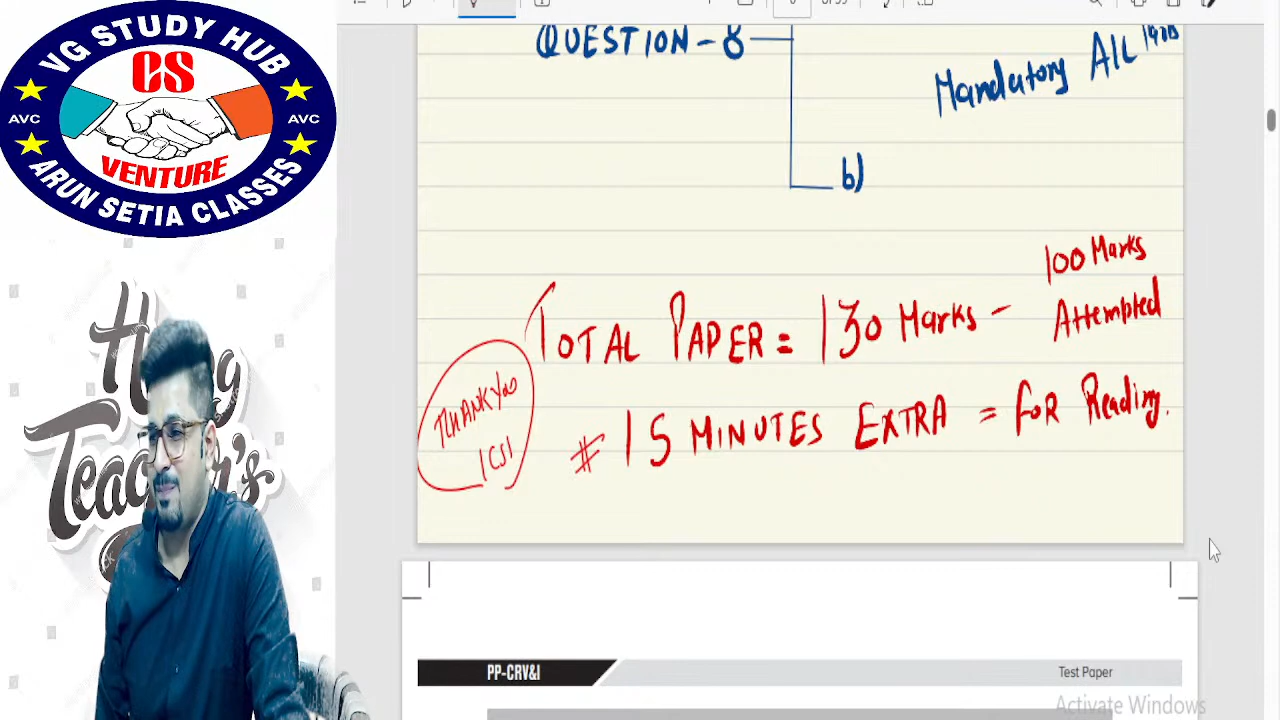 VG STUDY HUB
CS
AVC
AVC
VENTURE
ARUN SETIA CLASSES
Teacher's
QUESTION - 8
Mandatory All
b)
TOTAL PAPER = 130 Marks - 100 Marks
Attempted
THANK YOU
ICSI
# 15 MINUTES EXTRA = FOR Reading.
PP-CRV&I
Test Paper
Activate Windows